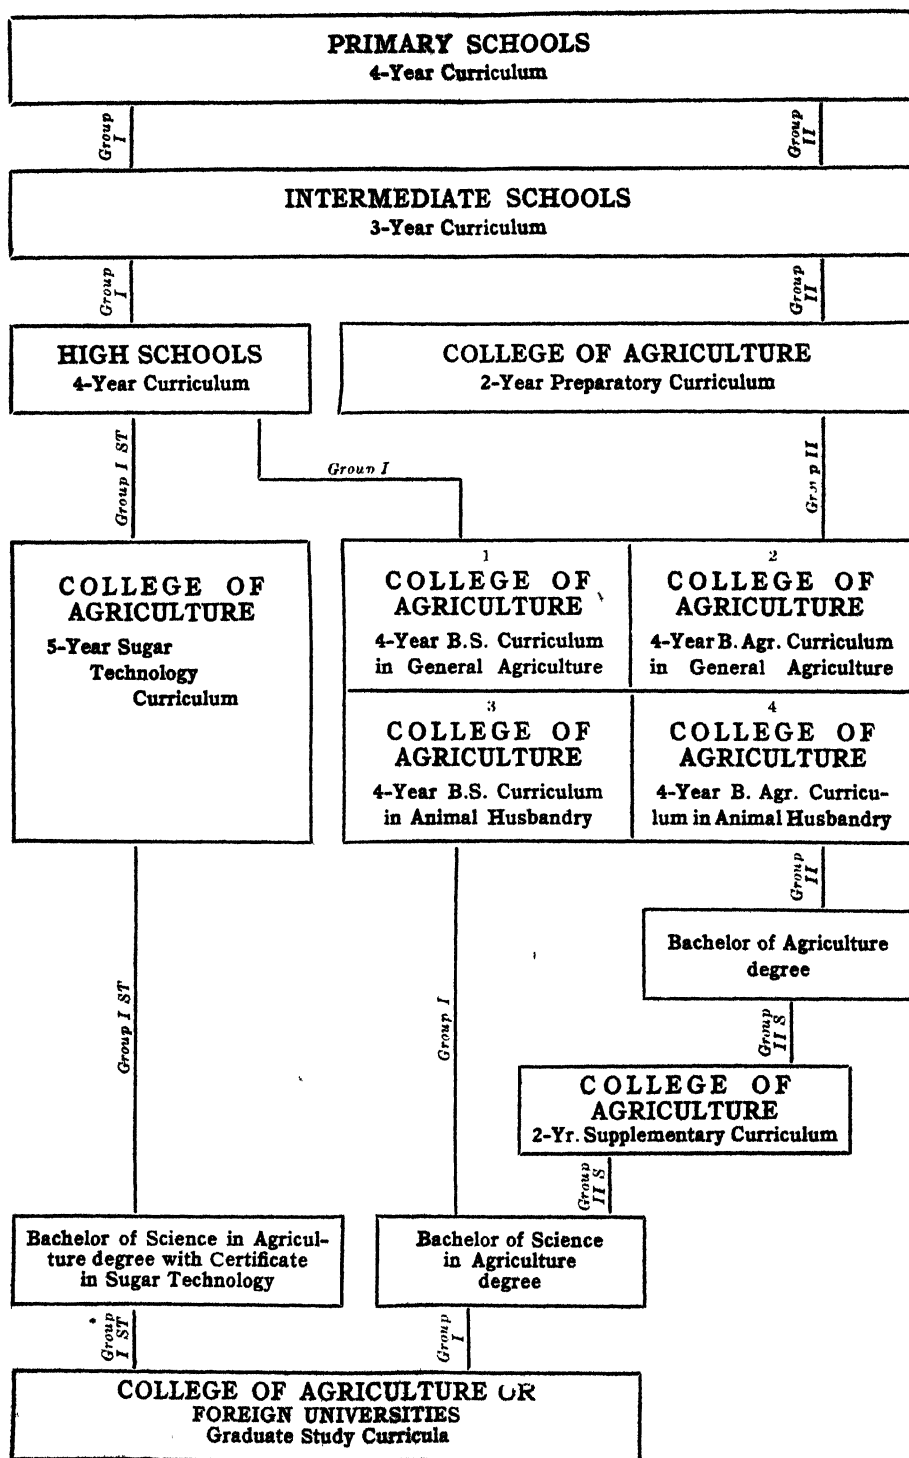 PRIMARY SCHOOLS
4-Year Curriculum
Group
I
Group
II
INTERMEDIATE SCHOOLS
3-Year Curriculum
Group
I
Group
II
HIGH SCHOOLS
4-Year Curriculum
COLLEGE OF AGRICULTURE
2-Year Preparatory Curriculum
Group I ST
Group I
Group II
COLLEGE OF
AGRICULTURE
5-Year Sugar
Technology
Curriculum
1
COLLEGE OF
AGRICULTURE
4-Year B.S. Curriculum
in General Agriculture
2
COLLEGE OF
AGRICULTURE
4-Year B. Agr. Curriculum
in General Agriculture
3
COLLEGE OF
AGRICULTURE
4-Year B.S. Curriculum
in Animal Husbandry
4
COLLEGE OF
AGRICULTURE
4-Year B. Agr. Curricu-
lum in Animal Husbandry
Group
II
Bachelor of Agriculture
degree
Group I ST
Group I
Group
II S
COLLEGE OF
AGRICULTURE
2-Yr. Supplementary Curriculum
Group
II S
Bachelor of Science in Agricul-
ture degree with Certificate
in Sugar Technology
Bachelor of Science
in Agriculture
degree
Group
I ST
Group
I
COLLEGE OF AGRICULTURE OR
FOREIGN UNIVERSITIES
Graduate Study Curricula